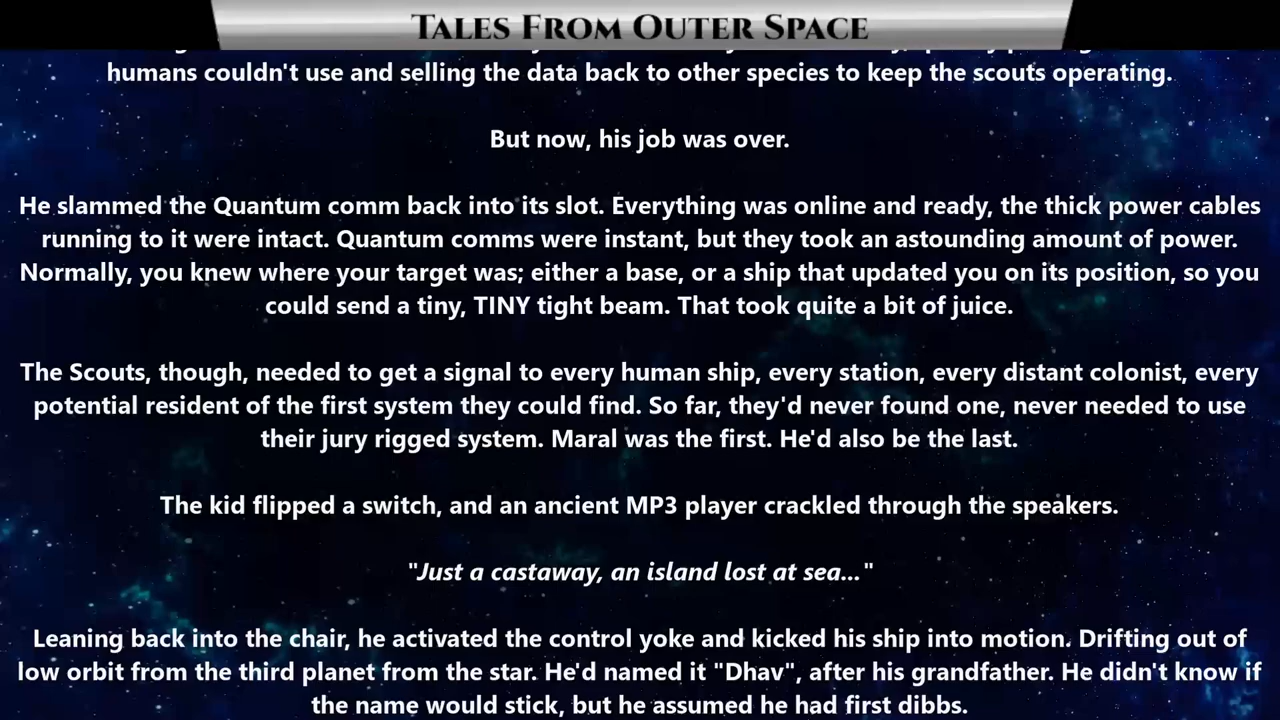 Tales From Outer Space
humans couldn't use and selling the data back to other species to keep the scouts operating.
But now, his job was over.
He slammed the Quantum comm back into its slot. Everything was online and ready, the thick power cables
running to it were intact. Quantum comms were instant, but they took an astounding amount of power.
Normally, you knew where your target was; either a base, or a ship that updated you on its position, so you
could send a tiny, TINY tight beam. That took quite a bit of juice.
The Scouts, though, needed to get a signal to every human ship, every station, every distant colonist, every
potential resident of the first system they could find. So far, they'd never found one, never needed to use
their jury rigged system. Maral was the first. He'd also be the last.
The kid flipped a switch, and an ancient MP3 player crackled through the speakers.
"Just a castaway, an island lost at sea..."
Leaning back into the chair, he activated the control yoke and kicked his ship into motion. Drifting out of
low orbit from the third planet from the star. He'd named it "Dhav", after his grandfather. He didn't know if
the name would stick, but he assumed he had first dibbs.